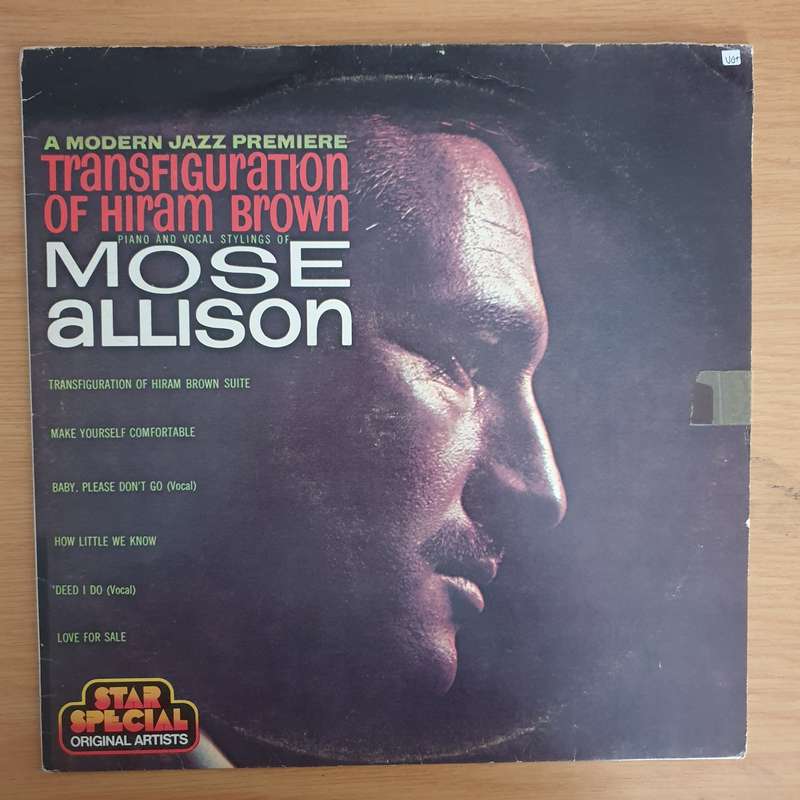 VG+
A MODERN JAZZ PREMIERE
TRANSFIGURATION
OF HIRAM BROWN
PIANO AND VOCAL STYLINGS OF
MOSE
ALLISON
TRANSFIGURATION OF HIRAM BROWN SUITE
MAKE YOURSELF COMFORTABLE
BABY, PLEASE DON'T GO (Vocal)
HOW LITTLE WE KNOW
'DEED I DO (Vocal)
LOVE FOR SALE
STAR
SPECIAL
ORIGINAL ARTISTS